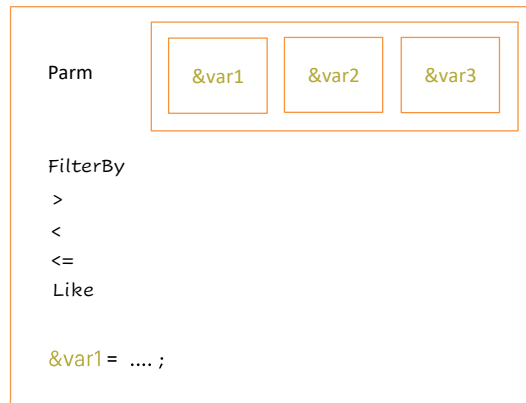 Parm &var1 &var2 &var3
FilterBy
>
<
<=
Like
&var1 = .... ;